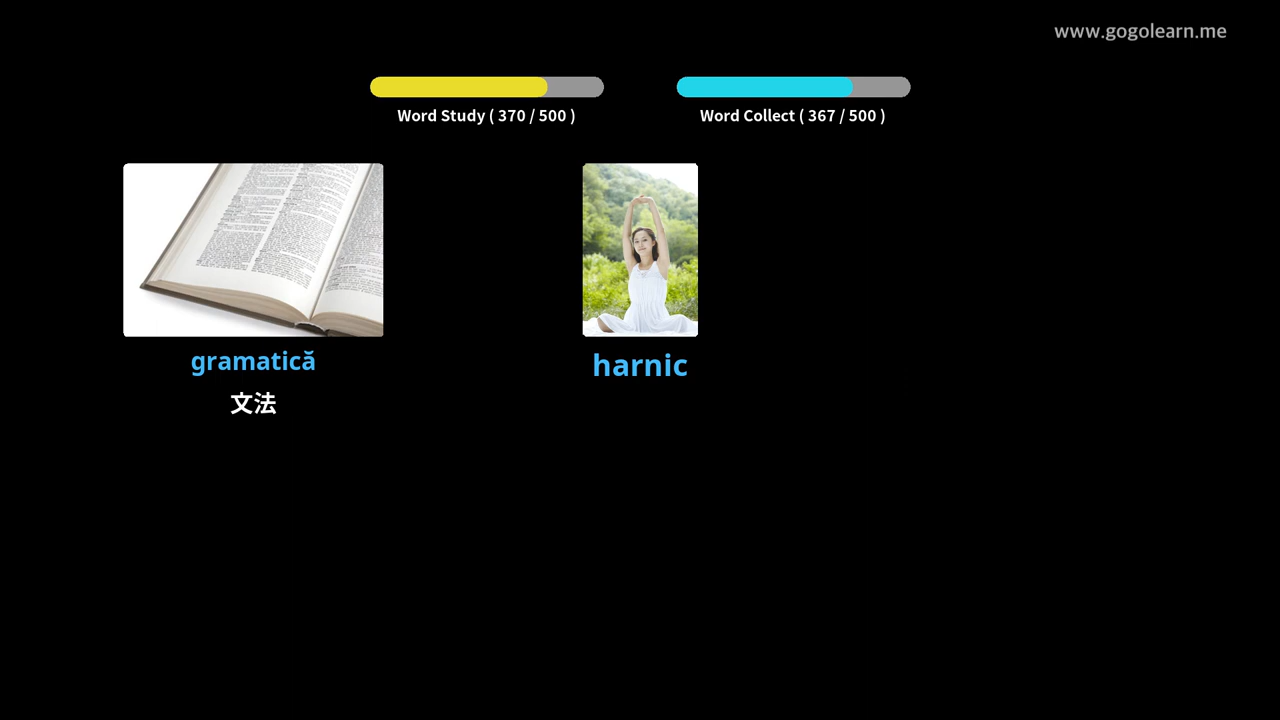 www.gogolearn.me
Word Study ( 370 / 500 )
Word Collect ( 367 / 500 )
gramatică
文法
harnic